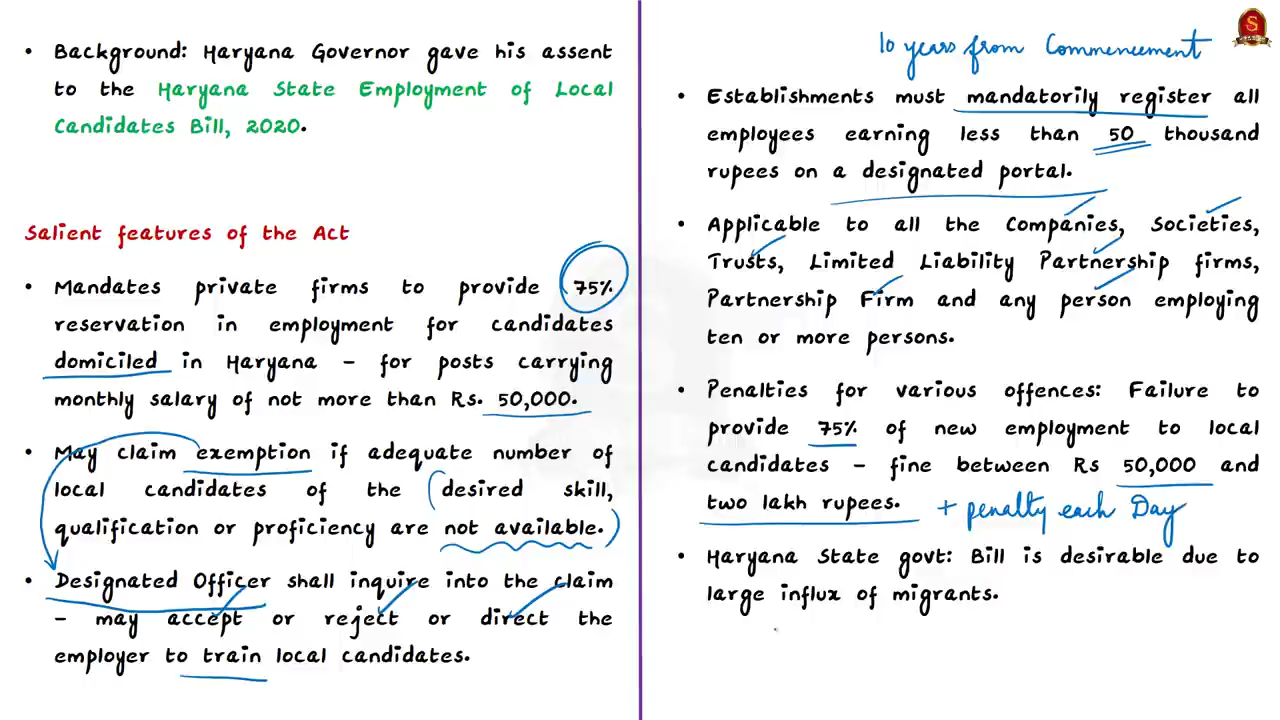 • Background: Haryana Governor gave his assent
to the Haryana State Employment of Local
Candidates Bill, 2020.
Salient features of the Act
• Mandates private firms to provide 75%
reservation in employment for candidates
domiciled in Haryana – for posts carrying
monthly salary of not more than Rs. 50,000.
• May claim exemption if adequate number of
local candidates of the desired skill,
qualification or proficiency are not available.
• Designated Officer shall inquire into the claim
– may accept or reject or direct the
employer to train local candidates.
10 years from Commencement
• Establishments must mandatorily register all
employees earning less than 50 thousand
rupees on a designated portal.
• Applicable to all the Companies, Societies,
Trusts, Limited Liability Partnership firms,
Partnership Firm and any person employing
ten or more persons.
• Penalties for various offences: Failure to
provide 75% of new employment to local
candidates – fine between Rs 50,000 and
two lakh rupees. + penalty each Day
• Haryana State govt: Bill is desirable due to
large influx of migrants.